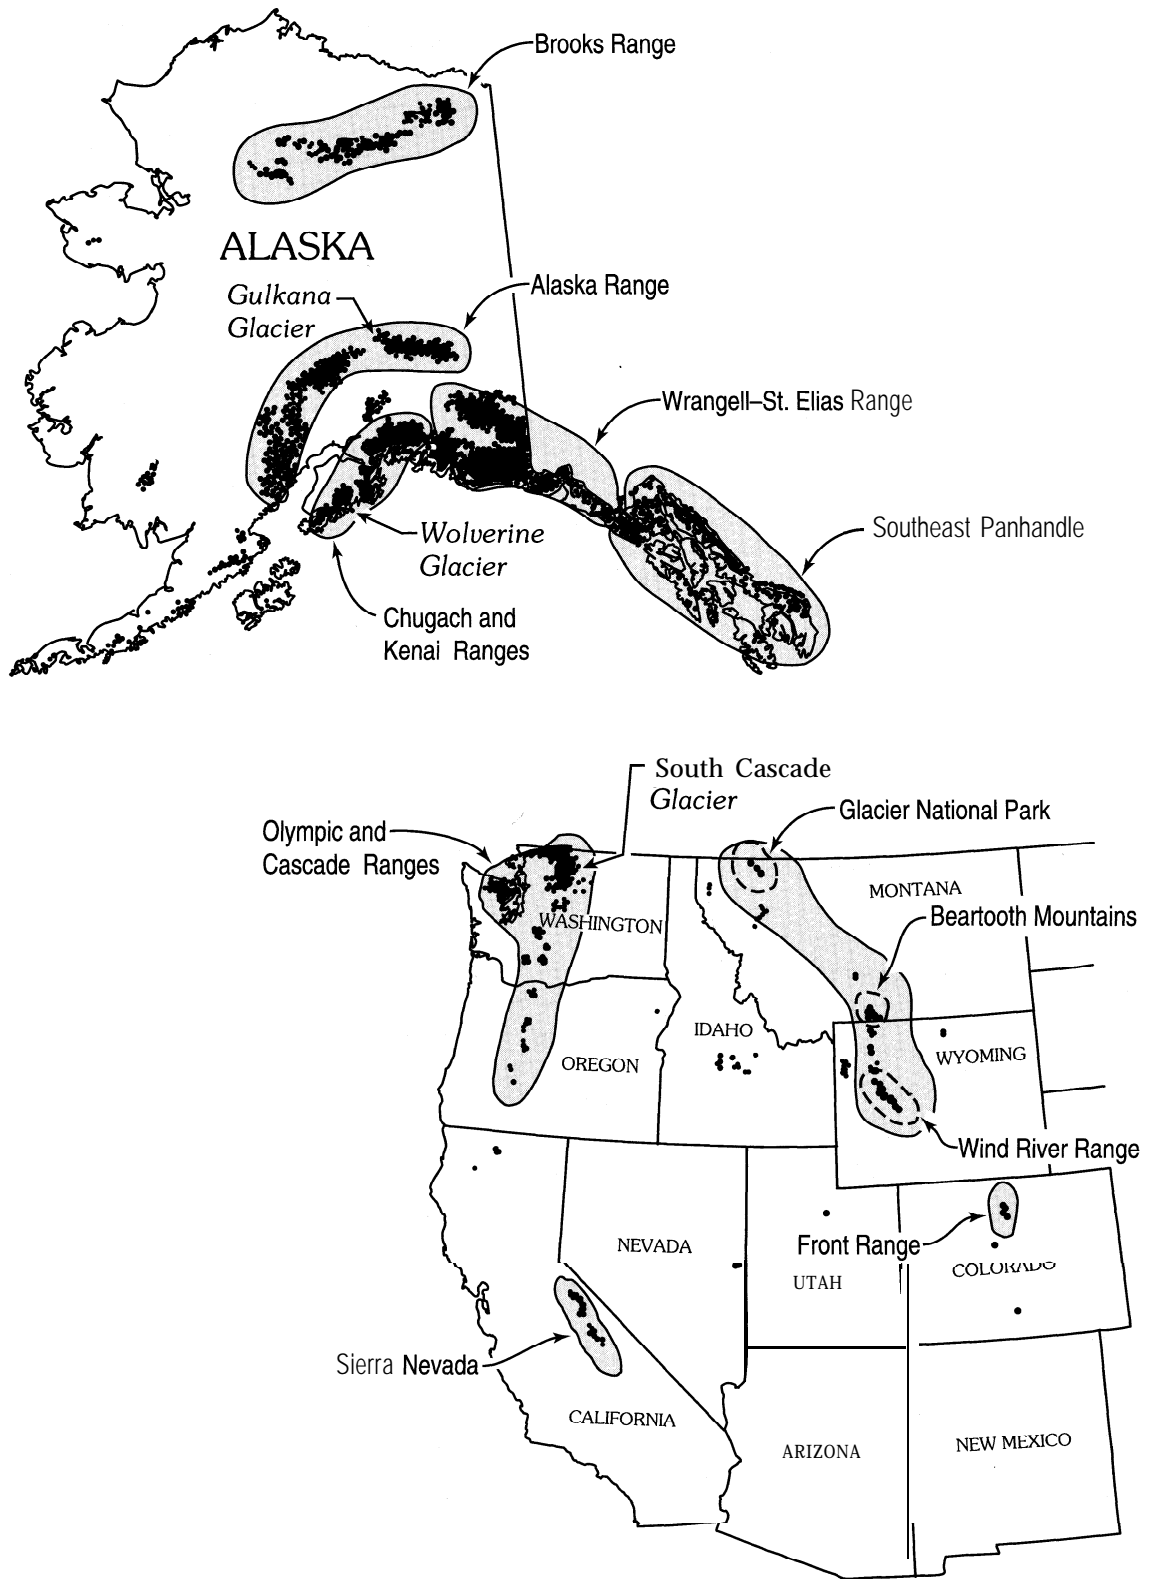 Brooks Range
ALASKA
Gulkana
Glacier
Alaska Range
Wrangell–St. Elias Range
Southeast Panhandle
Wolverine
Glacier
Chugach and
Kenai Ranges
South Cascade
Glacier
Glacier National Park
Olympic and
Cascade Ranges
MONTANA
Beartooth Mountains
WASHINGTON
IDAHO
WYOMING
OREGON
Wind River Range
NEVADA
Front Range
UTAH
COLORADO
Sierra Nevada
CALIFORNIA
ARIZONA
NEW MEXICO